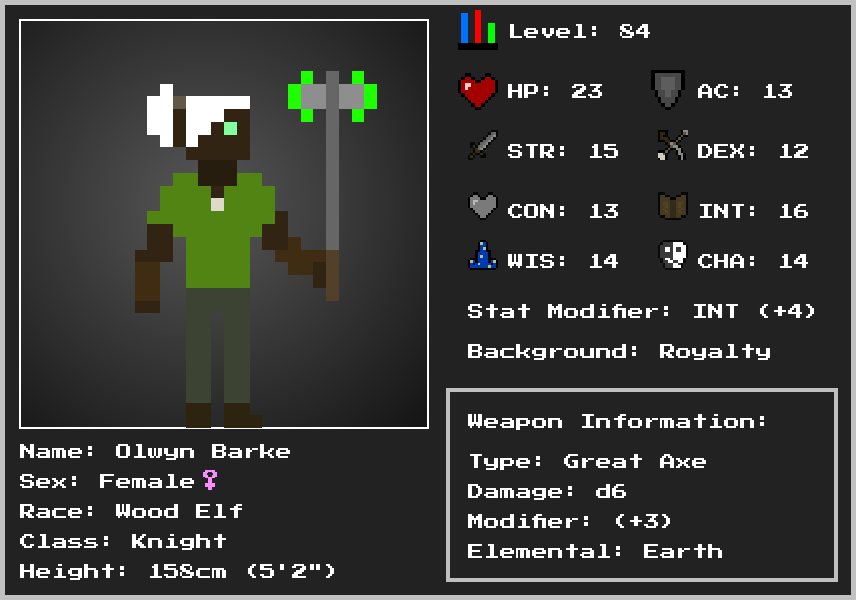 Level: 84
HP: 23
AC: 13
STR: 15
DEX: 12
CON: 13
INT: 16
WIS: 14
CHA: 14
Stat Modifier: INT (+4)
Background: Royalty
Weapon Information:
Type: Great Axe
Damage: d6
Modifier: (+3)
Elemental: Earth
Name: Olwyn Barke
Sex: Female♀
Race: Wood Elf
Class: Knight
Height: 158cm (5'2")